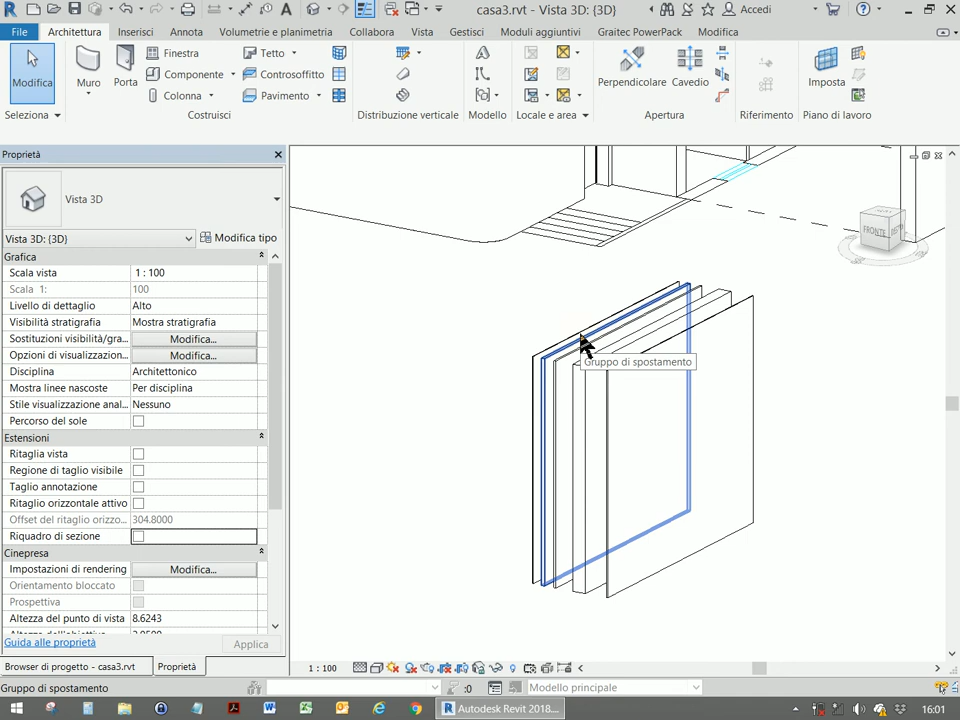 casa3.rvt - Vista 3D: {3D}
Accedi
File
Architettura
Inserisci
Annota
Volumetrie e planimetria
Collabora
Vista
Gestisci
Moduli aggiuntivi
Graitec PowerPack
Modifica
Modifica
Muro
Porta
Finestra
Componente
Colonna
Tetto
Controsoffitto
Pavimento
Perpendicolare
Cavedio
Imposta
Seleziona
Costruisci
Distribuzione verticale
Modello
Locale e area
Apertura
Riferimento
Piano di lavoro
Proprietà
Vista 3D
Vista 3D: {3D}
Modifica tipo
Grafica
Scala vista 1 : 100
Scala 1: 100
Livello di dettaglio Alto
Visibilità stratigrafia Mostra stratigrafia
Sostituzioni visibilità/gra... Modifica...
Opzioni di visualizzazion... Modifica...
Disciplina Architettonico
Mostra linee nascoste Per disciplina
Stile visualizzazione anal... Nessuno
Percorso del sole
Estensioni
Ritaglia vista
Regione di taglio visibile
Taglio annotazione
Ritaglio orizzontale attivo
Offset del ritaglio orizzo... 304.8000
Riquadro di sezione
Cinepresa
Impostazioni di rendering Modifica...
Orientamento bloccato
Prospettiva
Altezza del punto di vista 8.6243
Guida alle proprietà
Applica
Browser di progetto - casa3.rvt
Proprietà
FRONTE
Gruppo di spostamento
1 : 100
Gruppo di spostamento
:0
Modello principale
Autodesk Revit 2018...
16:01